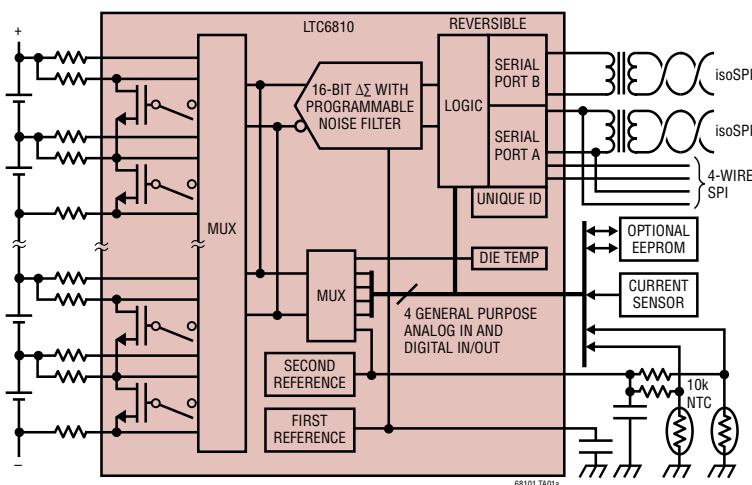 +
LTC6810
REVERSIBLE
16-BIT ΔΣ WITH
PROGRAMMABLE
NOISE FILTER
LOGIC
SERIAL
PORT B
SERIAL
PORT A
UNIQUE ID
isoSPI
isoSPI
4-WIRE
SPI
MUX
DIE TEMP
MUX
4 GENERAL PURPOSE
ANALOG IN AND
DIGITAL IN/OUT
OPTIONAL
EEPROM
CURRENT
SENSOR
SECOND
REFERENCE
FIRST
REFERENCE
10k
NTC
–
68101 TA01a